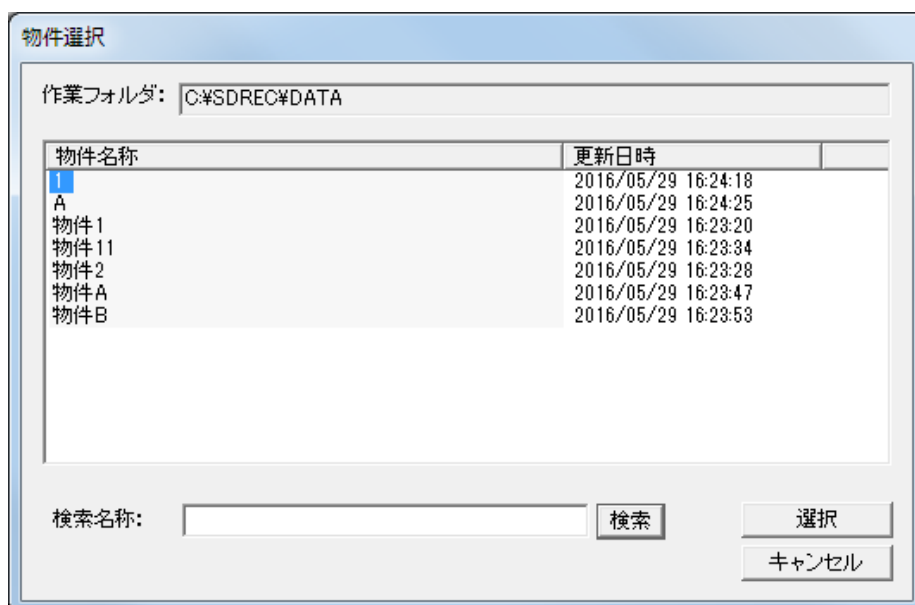 物件選択
作業フォルダ: C:¥SDREC¥DATA
物件名称 更新日時
1 2016/05/29 16:24:18
A 2016/05/29 16:24:25
物件1 2016/05/29 16:23:20
物件11 2016/05/29 16:23:34
物件2 2016/05/29 16:23:28
物件A 2016/05/29 16:23:47
物件B 2016/05/29 16:23:53
検索名称: 検索 選択
キャンセル